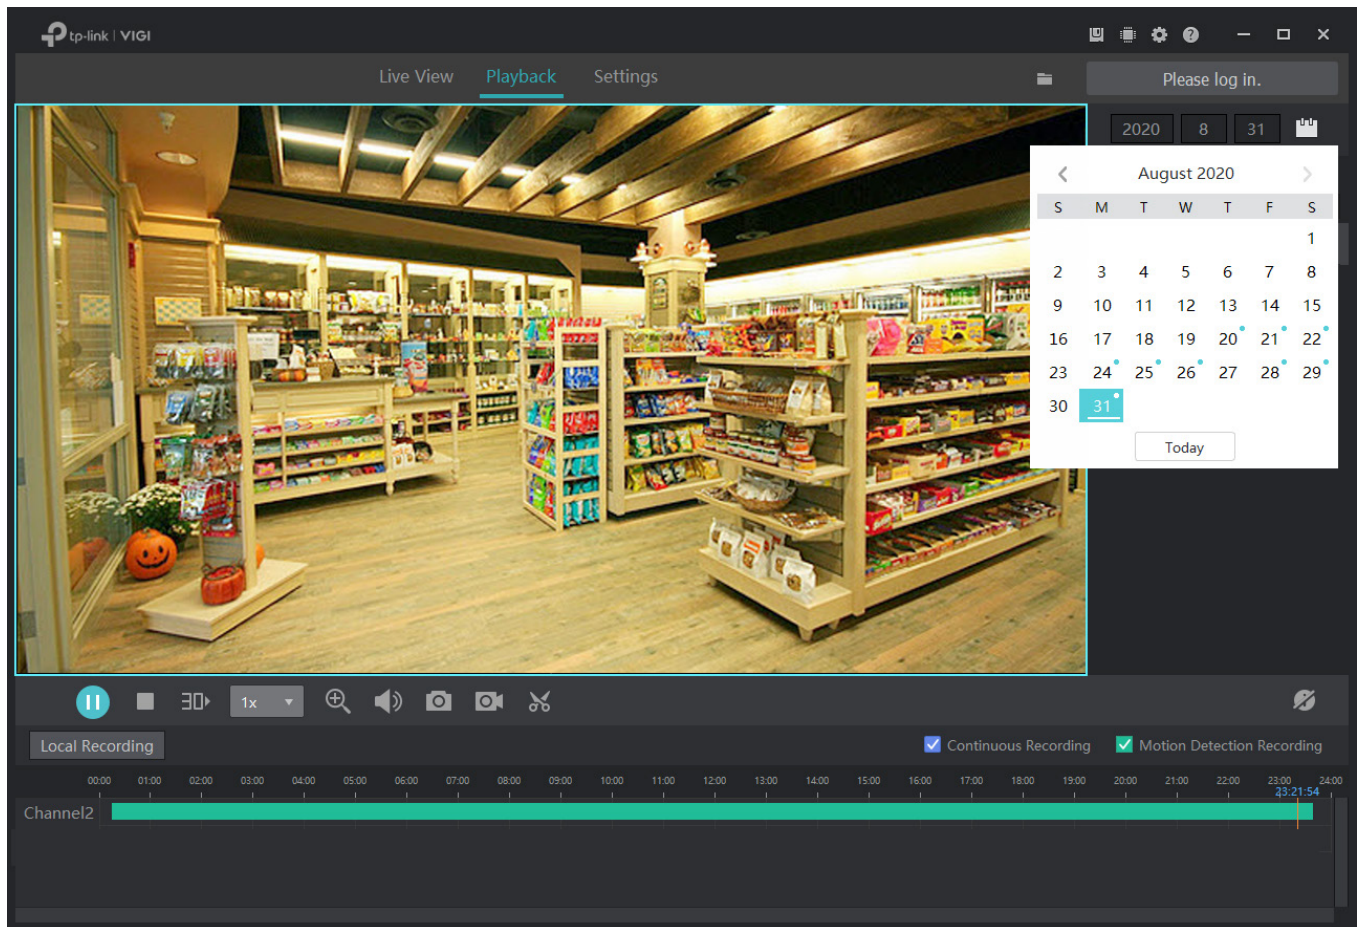 tp-link | VIGI
Live View Playback Settings
Please log in.
2020 8 31
August 2020
S M T W T F S
1
2 3 4 5 6 7 8
9 10 11 12 13 14 15
16 17 18 19 20 21 22
23 24 25 26 27 28 29
30 31
Today
1x
Local Recording
Continuous Recording
Motion Detection Recording
00:00 01:00 02:00 03:00 04:00 05:00 06:00 07:00 08:00 09:00 10:00 11:00 12:00 13:00 14:00 15:00 16:00 17:00 18:00 19:00 20:00 21:00 22:00 23:00 24:00
23:21:54
Channel2